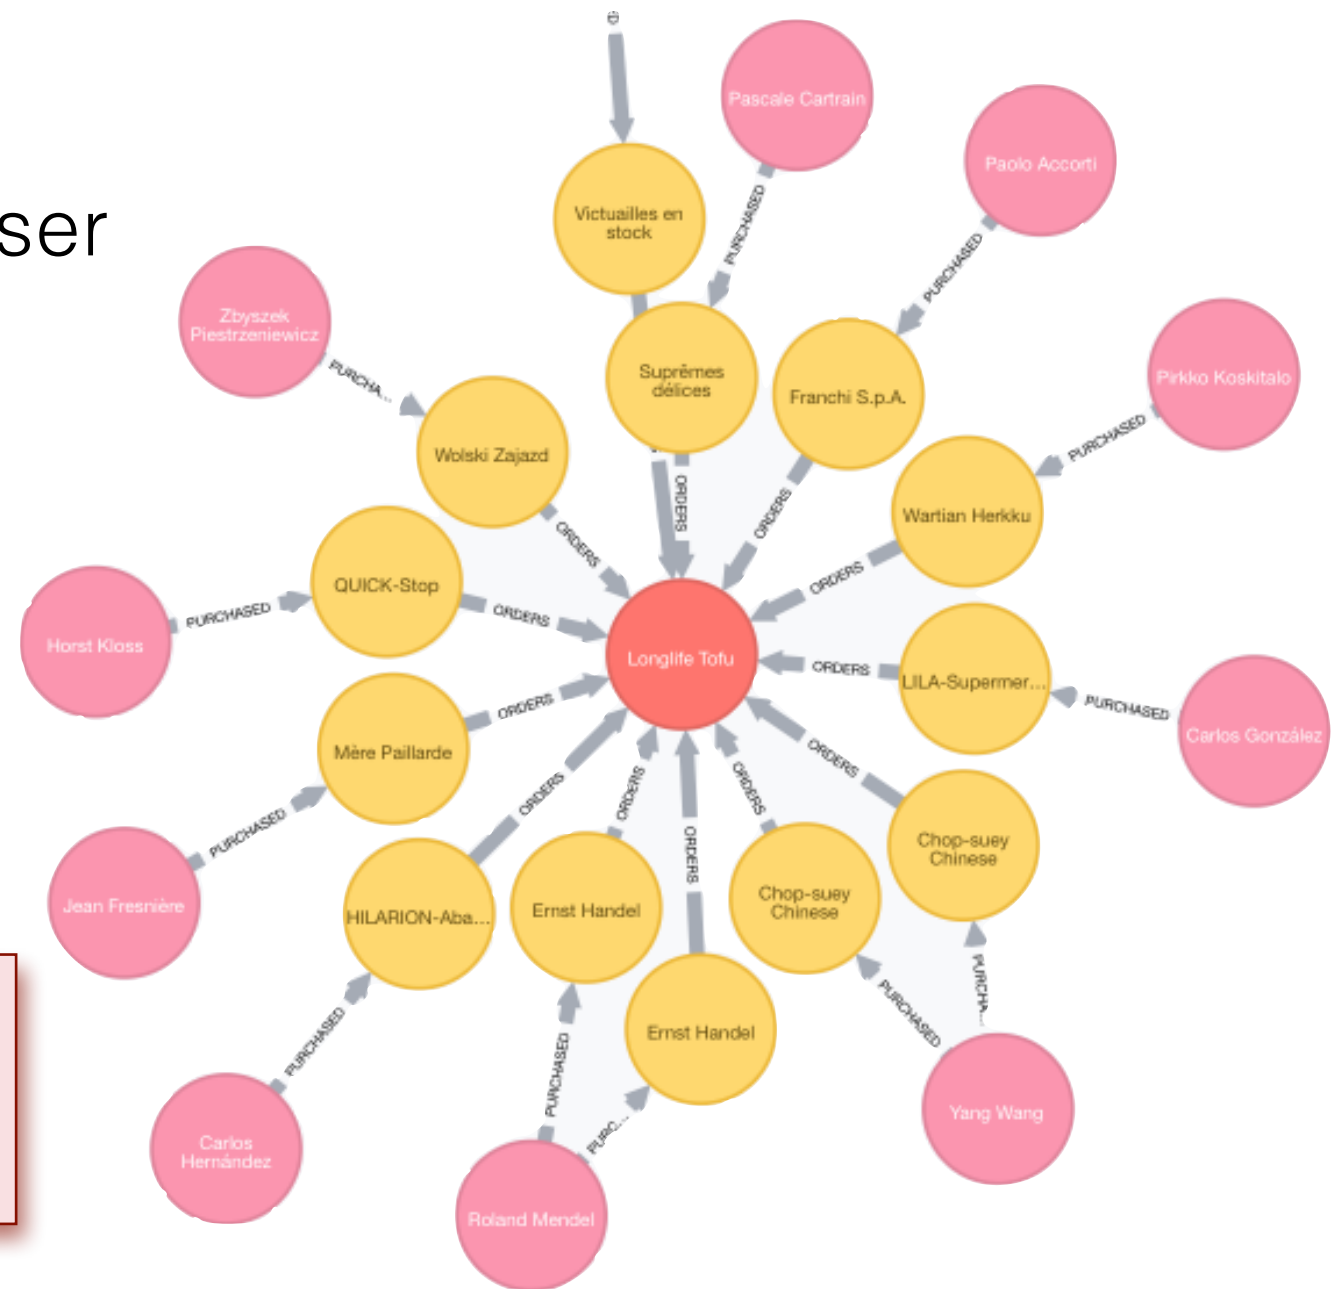 ser
Pascale Cartrain
Paolo Accorti
PURCHASED
Victuailles en
stock
PURCHASED
Zbyszek
Piestrzeniewicz
Suprêmes
délices
Franchi S.p.A.
Pirkko Koskitalo
PURCHA...
PURCHASED
Wolski Zajazd
ORDERS
ORDERS
Wartian Herkku
ORDERS
QUICK-Stop
ORDERS
ORDERS
PURCHASED
Horst Kloss
Longlife Tofu
ORDERS
LILA-Supermer...
PURCHASED
Carlos González
ORDERS
Mère Paillarde
ORDERS
ORDERS
ORDERS
ORDERS
ORDERS
PURCHASED
Chop-suey
Chinese
Jean Fresnière
HILARION-Aba...
Ernst Handel
Chop-suey
Chinese
PURCHA...
PURCHASED
PURCHASED
Ernst Handel
PURCHASED
PURC...
Yang Wang
Carlos
Hernández
Roland Mendel